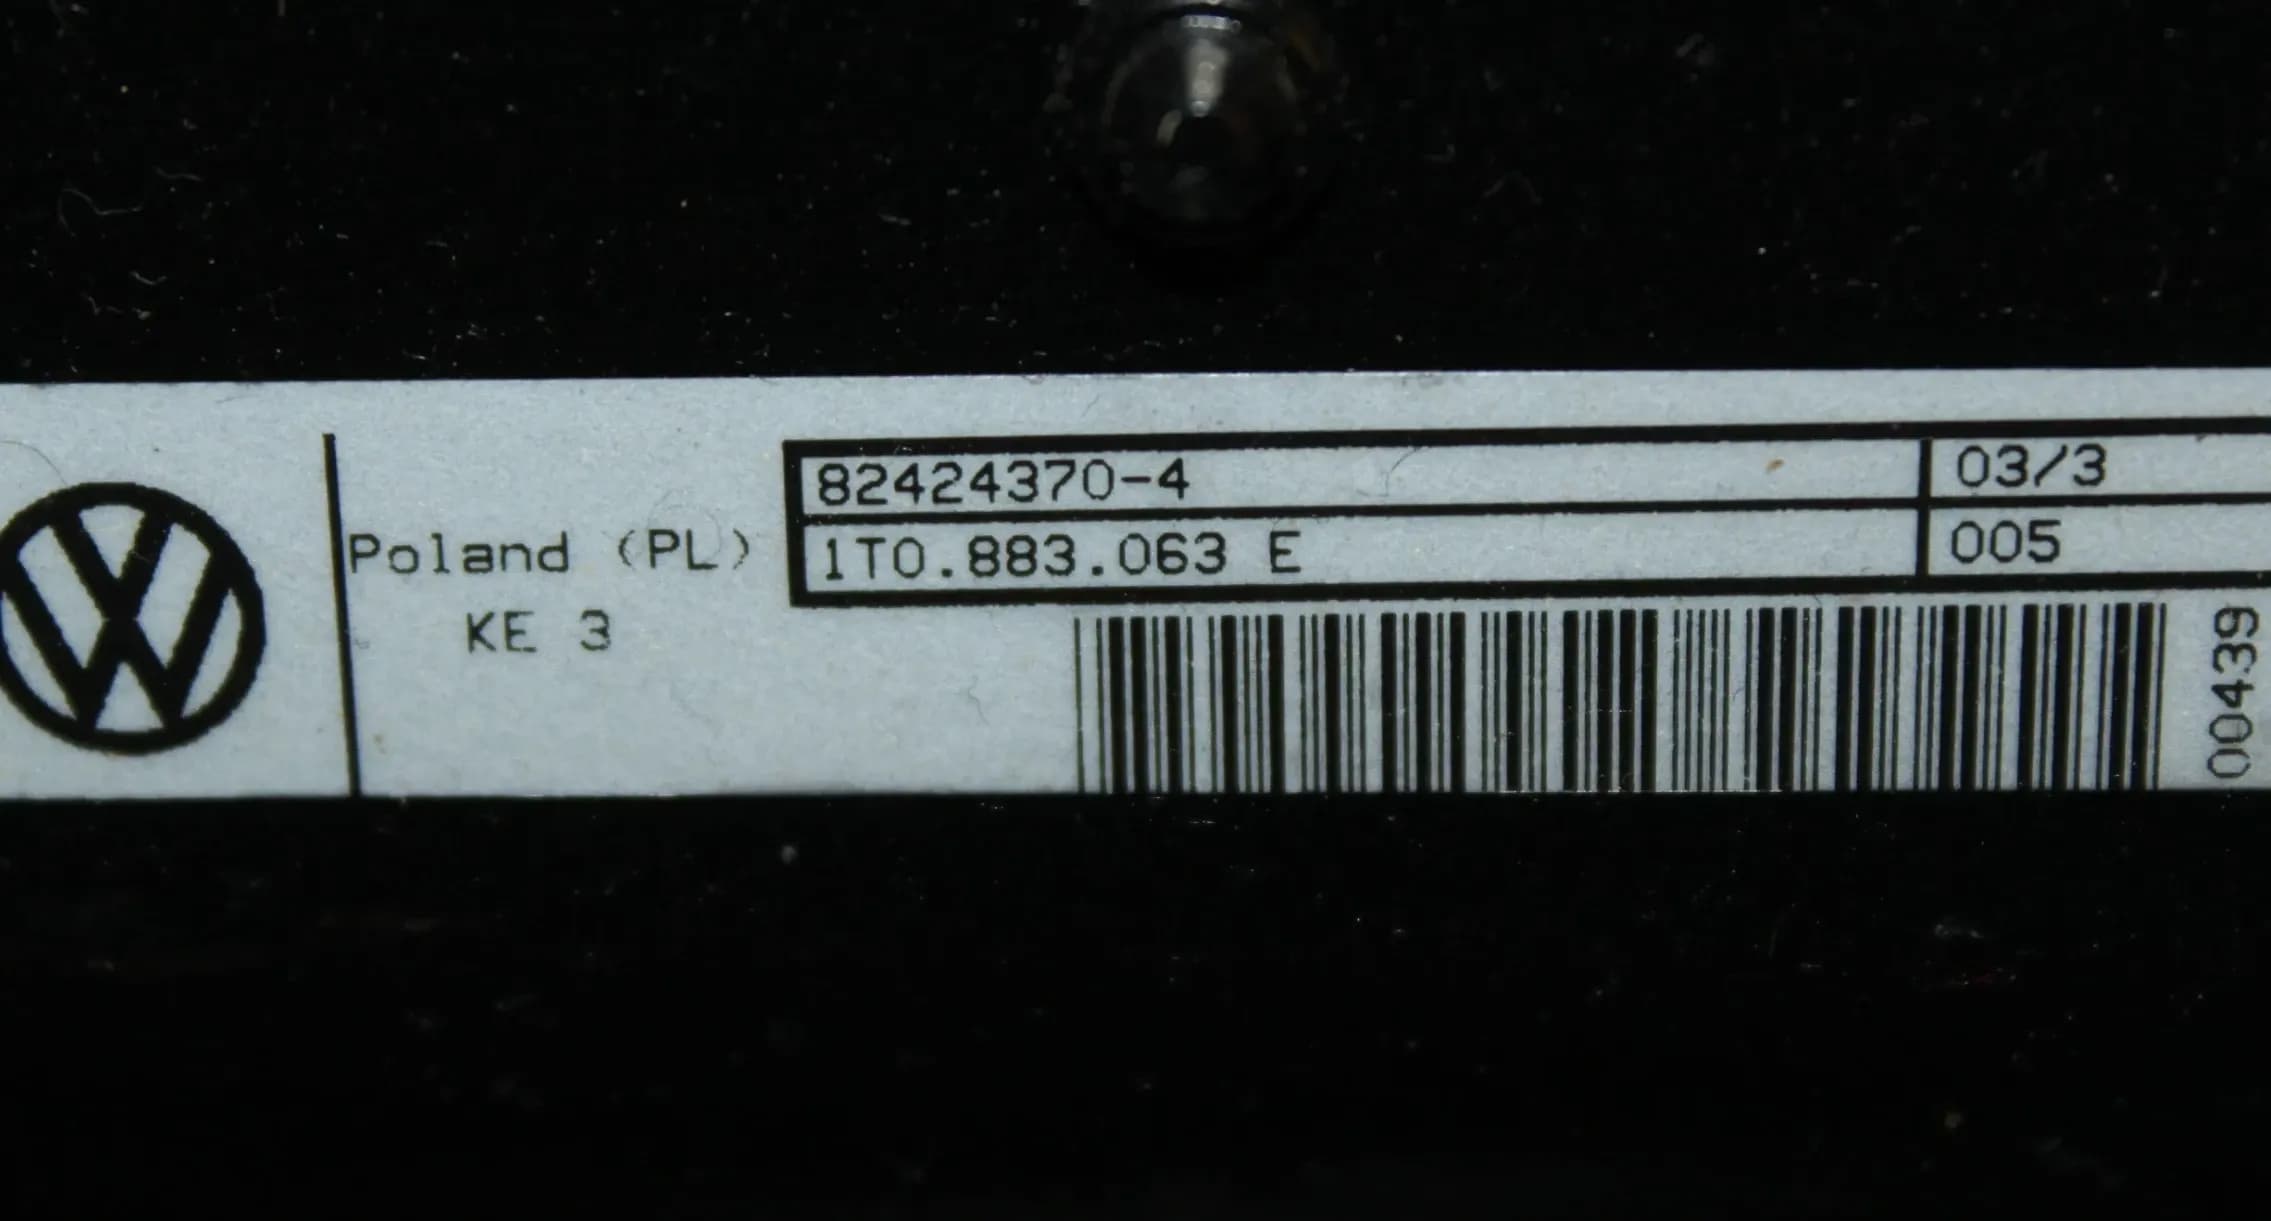 82424370-4 03/3
Poland (PL) 1T0.883.063 E 005
KE 3
00439